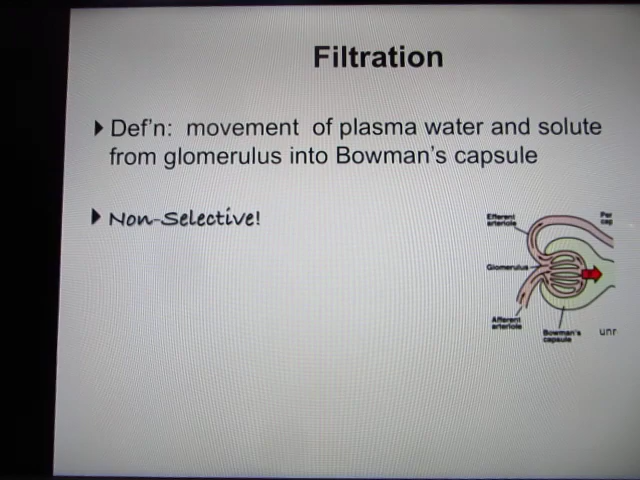 Filtration
Def'n: movement of plasma water and solute
from glomerulus into Bowman's capsule
Non-Selective!
Efferent
arteriole
Per
cap
Glomerulus
Afferent
arteriole
Bowman's
capsule
unr